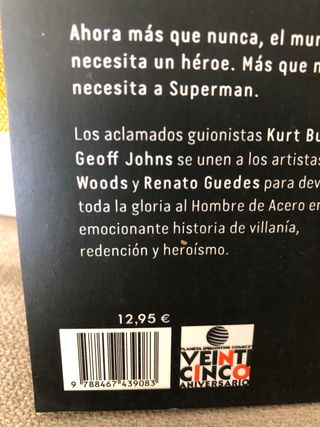 Ahora más que nunca, el mun
necesita un héroe. Más que n
necesita a Superman.
Los aclamados guionistas Kurt Bu
Geoff Johns se unen a los artistas
Woods y Renato Guedes para dev
toda la gloria al Hombre de Acero en
emocionante historia de villanía,
redención y heroísmo.
12,95 €
9 788467 439083
PLANETA DEAGOSTINI COMICS
VEINTI
CINCO
ANIVERSARIO